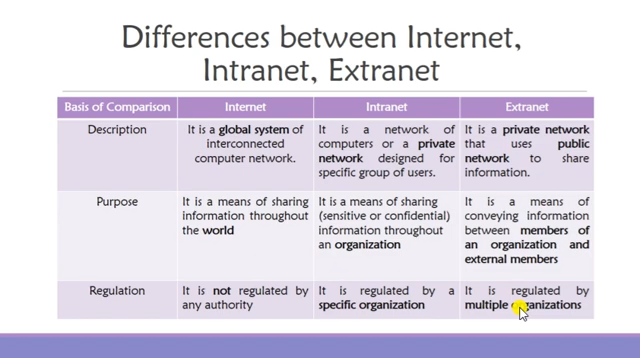 Differences between Internet,
Intranet, Extranet
Basis of Comparison
Internet
Intranet
Extranet
Description
It is a global system of
interconnected
computer network.
It is a network of
computers or a private
network designed for
specific group of users.
It is a private network
that uses public
network to share
information.
Purpose
It is a means of sharing
information throughout
the world
It is a means of sharing
(sensitive or confidential)
information throughout
an organization
It is a means of
conveying information
between members of
an organization and
external members
Regulation
It is not regulated by
any authority
It is regulated by a
specific organization
It is regulated by
multiple organizations